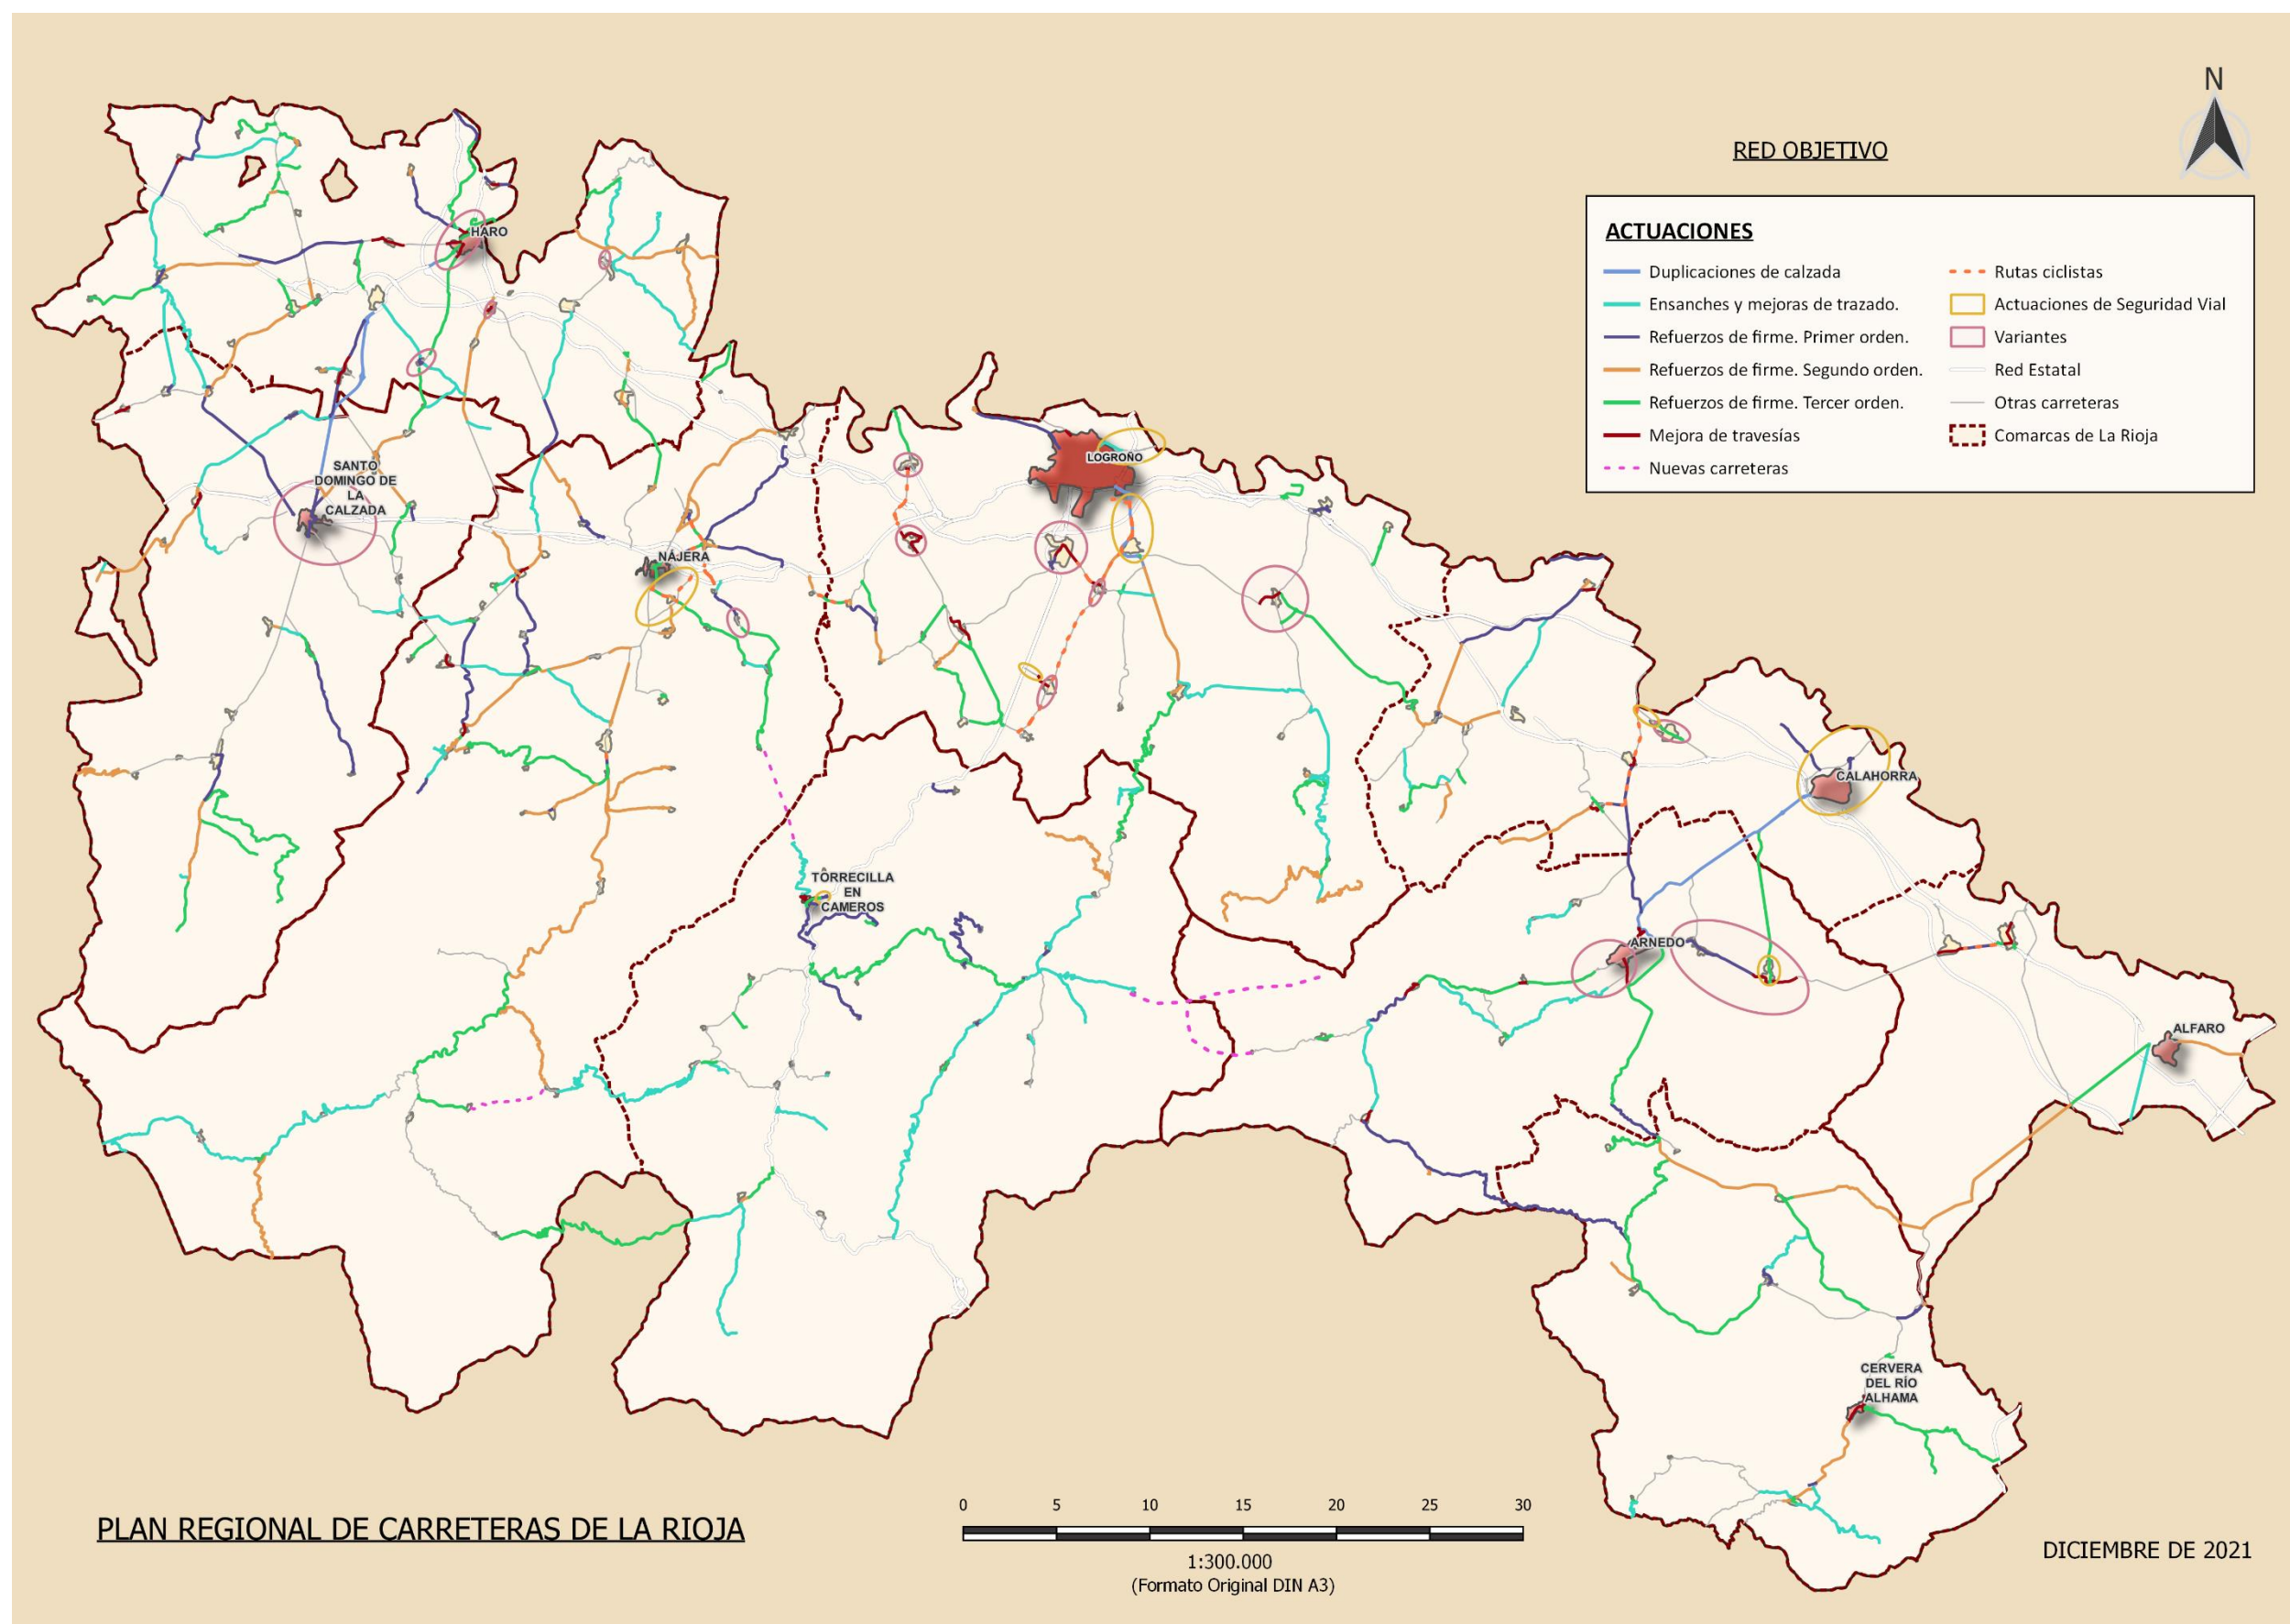 N
RED OBJETIVO
ACTUACIONES
Duplicaciones de calzada
Ensanches y mejoras de trazado.
Refuerzos de firme. Primer orden.
Refuerzos de firme. Segundo orden.
Refuerzos de firme. Tercer orden.
Mejora de travesías
Nuevas carreteras
Rutas ciclistas
Actuaciones de Seguridad Vial
Variantes
Red Estatal
Otras carreteras
Comarcas de La Rioja
HARO
LOGROÑO
SANTO
DOMINGO DE
LA
CALZADA
NÁJERA
CALAHORRA
TORRECILLA
EN
CAMEROS
ARNEDO
ALFARO
CERVERA
DEL RÍO
ALHAMA
PLAN REGIONAL DE CARRETERAS DE LA RIOJA
0 5 10 15 20 25 30
1:300.000
(Formato Original DIN A3)
DICIEMBRE DE 2021